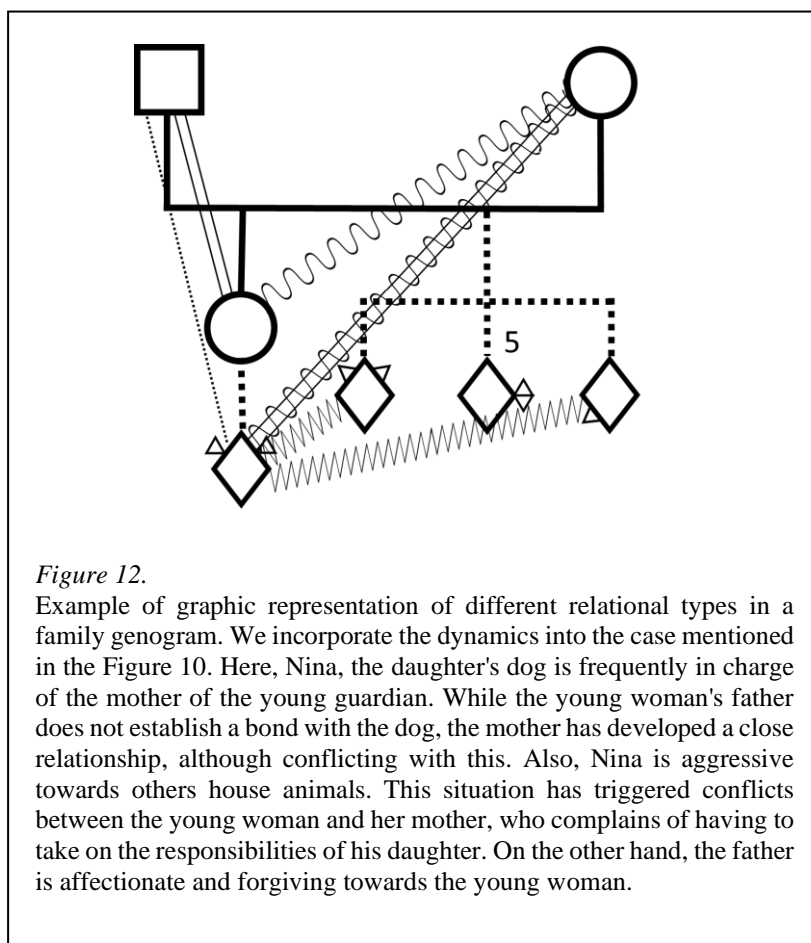 5
Figure 12.
Example of graphic representation of different relational types in a
family genogram. We incorporate the dynamics into the case mentioned
in the Figure 10. Here, Nina, the daughter's dog is frequently in charge
of the mother of the young guardian. While the young woman's father
does not establish a bond with the dog, the mother has developed a close
relationship, although conflicting with this. Also, Nina is aggressive
towards others house animals. This situation has triggered conflicts
between the young woman and her mother, who complains of having to
take on the responsibilities of his daughter. On the other hand, the father
is affectionate and forgiving towards the young woman.